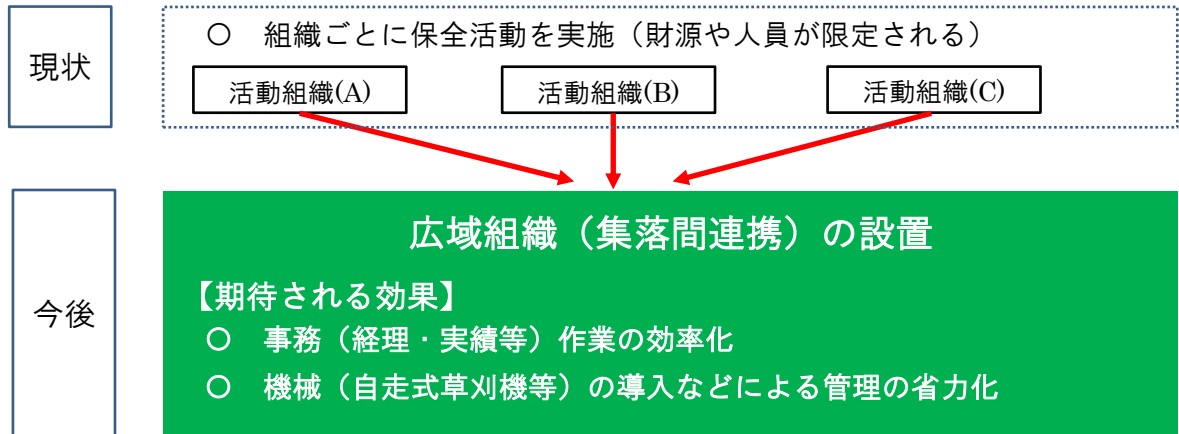 現状
○ 組織ごとに保全活動を実施（財源や人員が限定される）
活動組織(A)
活動組織(B)
活動組織(C)
今後
広域組織（集落間連携）の設置
【期待される効果】
○ 事務（経理・実績等）作業の効率化
○ 機械（自走式草刈機等）の導入などによる管理の省力化